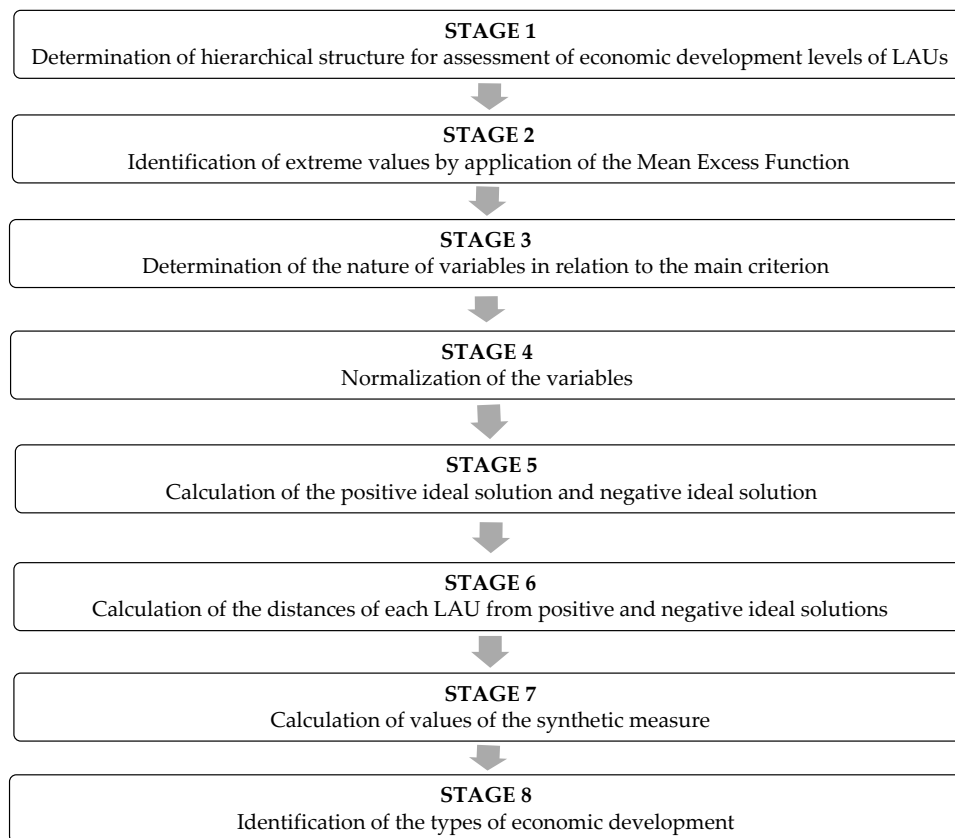 STAGE 1
Determination of hierarchical structure for assessment of economic development levels of LAUs
STAGE 2
Identification of extreme values by application of the Mean Excess Function
STAGE 3
Determination of the nature of variables in relation to the main criterion
STAGE 4
Normalization of the variables
STAGE 5
Calculation of the positive ideal solution and negative ideal solution
STAGE 6
Calculation of the distances of each LAU from positive and negative ideal solutions
STAGE 7
Calculation of values of the synthetic measure
STAGE 8
Identification of the types of economic development